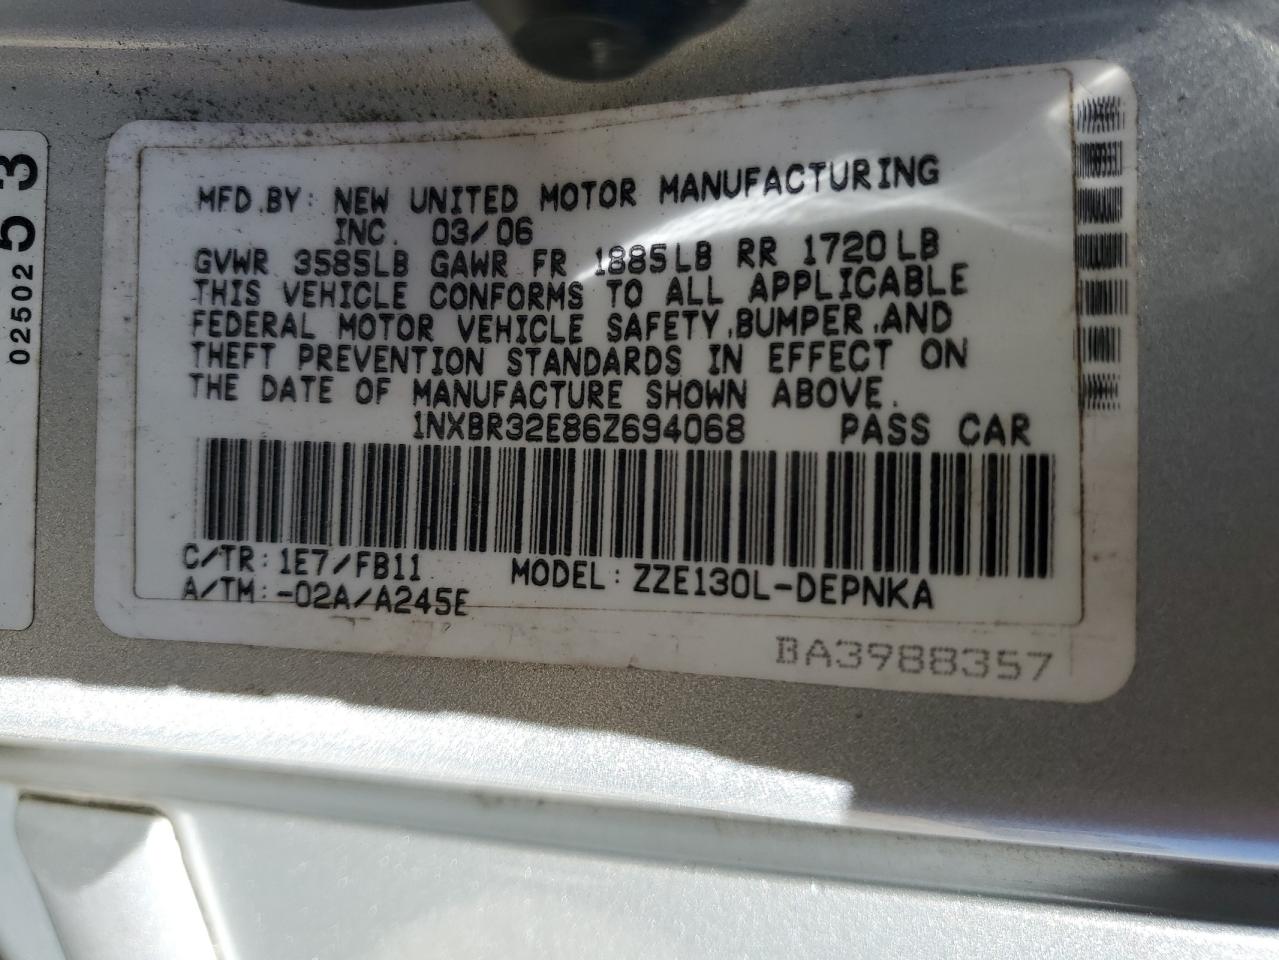 MFD.BY: NEW UNITED MOTOR MANUFACTURING
INC. 03/06
GVWR 3585LB GAWR FR 1885LB RR 1720LB
THIS VEHICLE CONFORMS TO ALL APPLICABLE
FEDERAL MOTOR VEHICLE SAFETY,BUMPER,AND
THEFT PREVENTION STANDARDS IN EFFECT ON
THE DATE OF MANUFACTURE SHOWN ABOVE.
1NXBR32E86Z694068 PASS CAR
C/TR: 1E7/FB11 MODEL: ZZE130L-DEPNKA
A/TM: -02A/A245E
BA3988357
02502 53